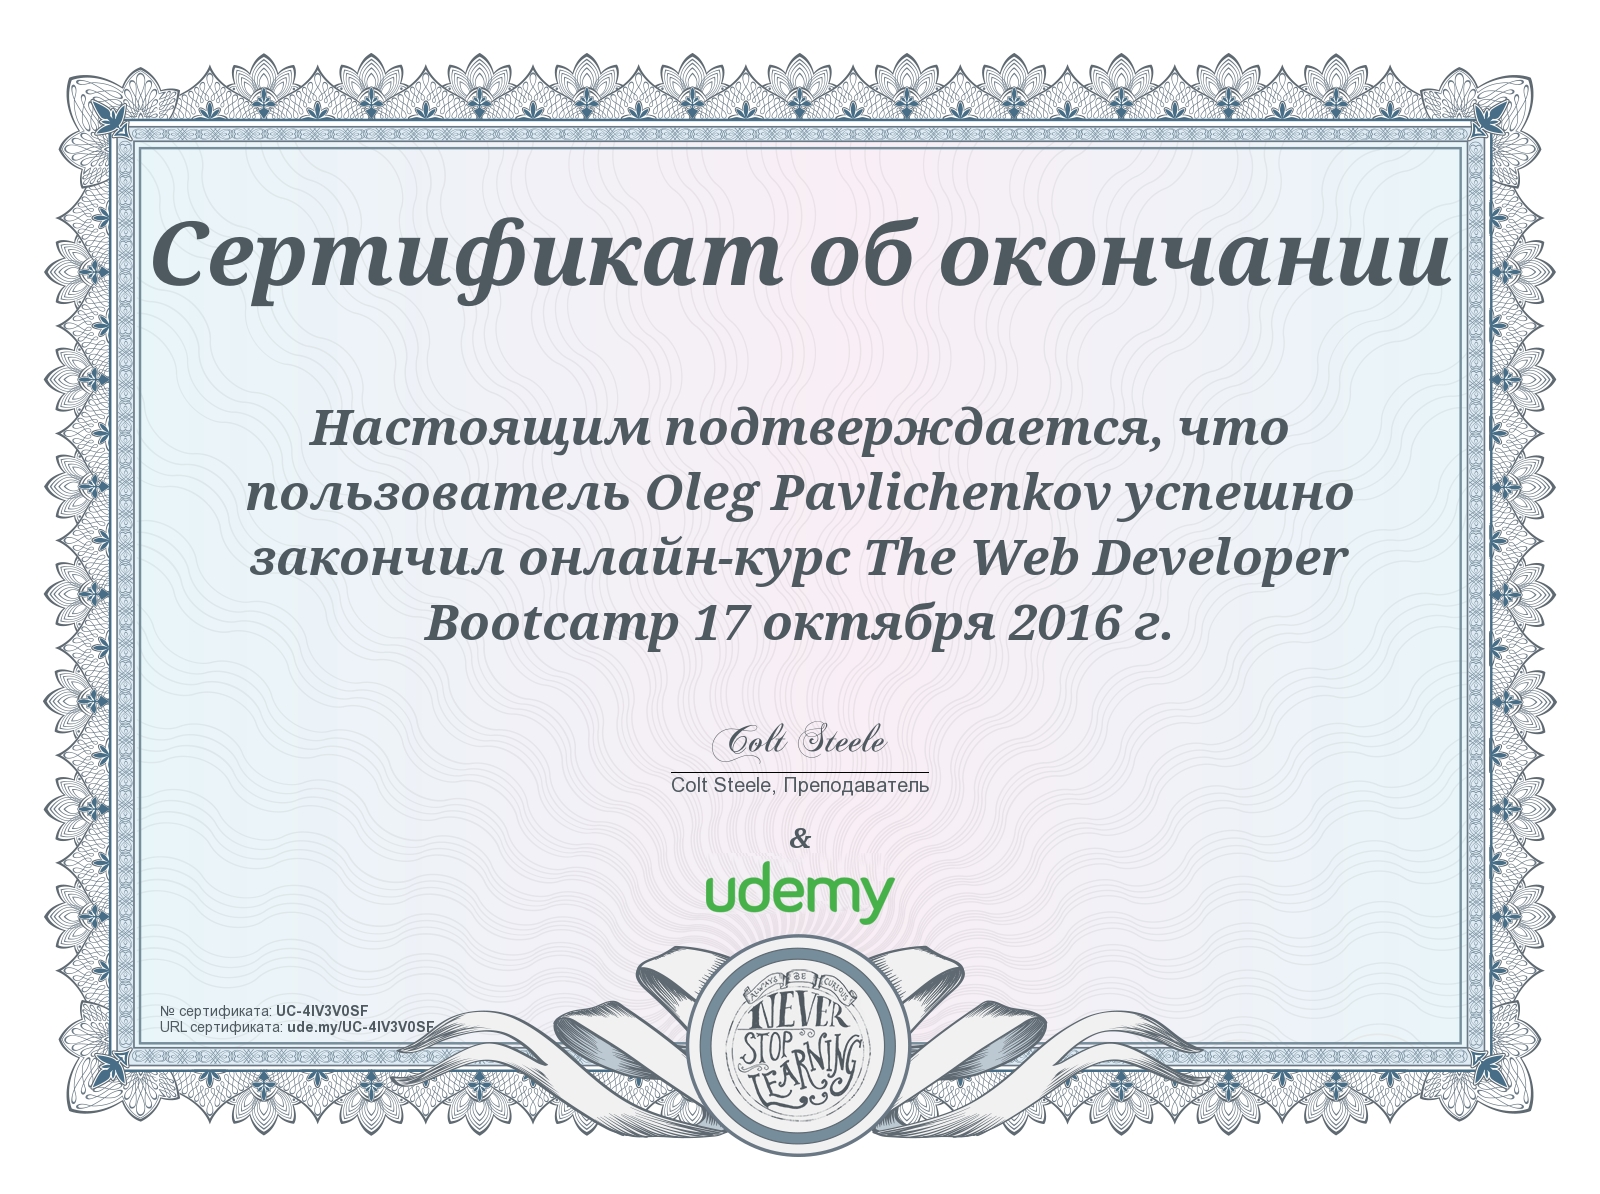 Сертификат об окончании
Настоящим подтверждается, что
пользователь Oleg Pavlichenkov успешно
закончил онлайн-курс The Web Developer
Bootcamp 17 октября 2016 г.
Colt Steele
Colt Steele, Преподаватель
&
udemy
ALWAYS BE CURIOUS
NEVER
STOP
LEARNING
№ сертификата: UC-4IV3V0SF
URL сертификата: ude.my/UC-4IV3V0SF